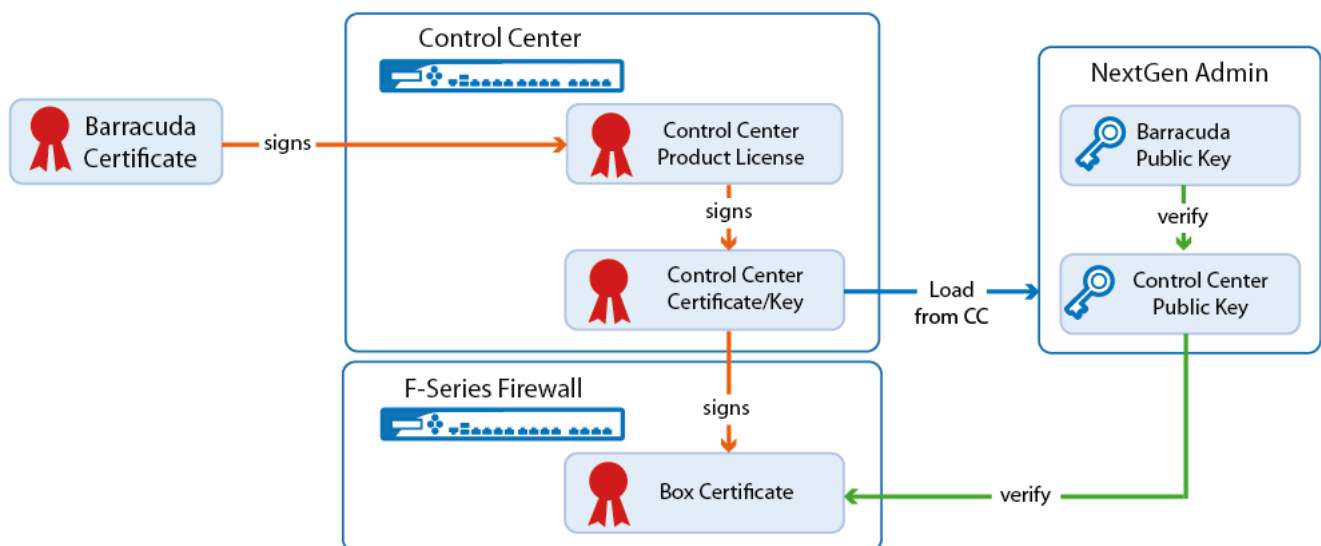 Control Center
NextGen Admin
Barracuda
Certificate
signs
Control Center
Product License
Barracuda
Public Key
signs
verify
Control Center
Certificate/Key
Load
from CC
Control Center
Public Key
F-Series Firewall
signs
Box Certificate
verify